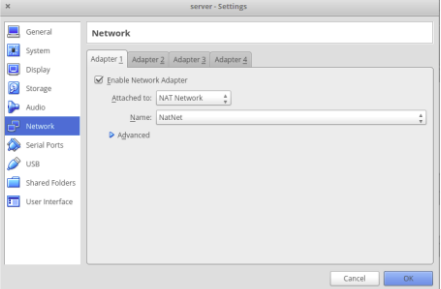 server - Settings
General
System
Display
Storage
Audio
Network
Serial Ports
USB
Shared Folders
User Interface
Network
Adapter 1 Adapter 2 Adapter 3 Adapter 4
Enable Network Adapter
Attached to: NAT Network
Name: NatNet
Advanced
Cancel OK